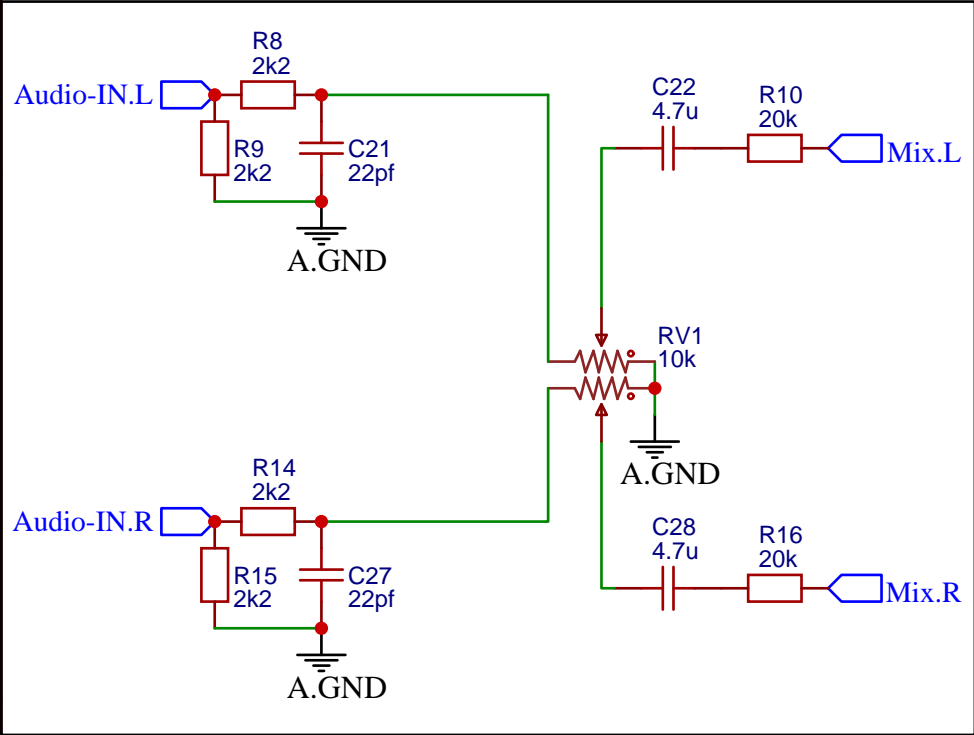 R8
2k2
Audio-IN.L
R9
2k2
C21
22pf
A.GND
C22
4.7u
R10
20k
Mix.L
RV1
10k
A.GND
R14
2k2
Audio-IN.R
R15
2k2
C27
22pf
A.GND
C28
4.7u
R16
20k
Mix.R